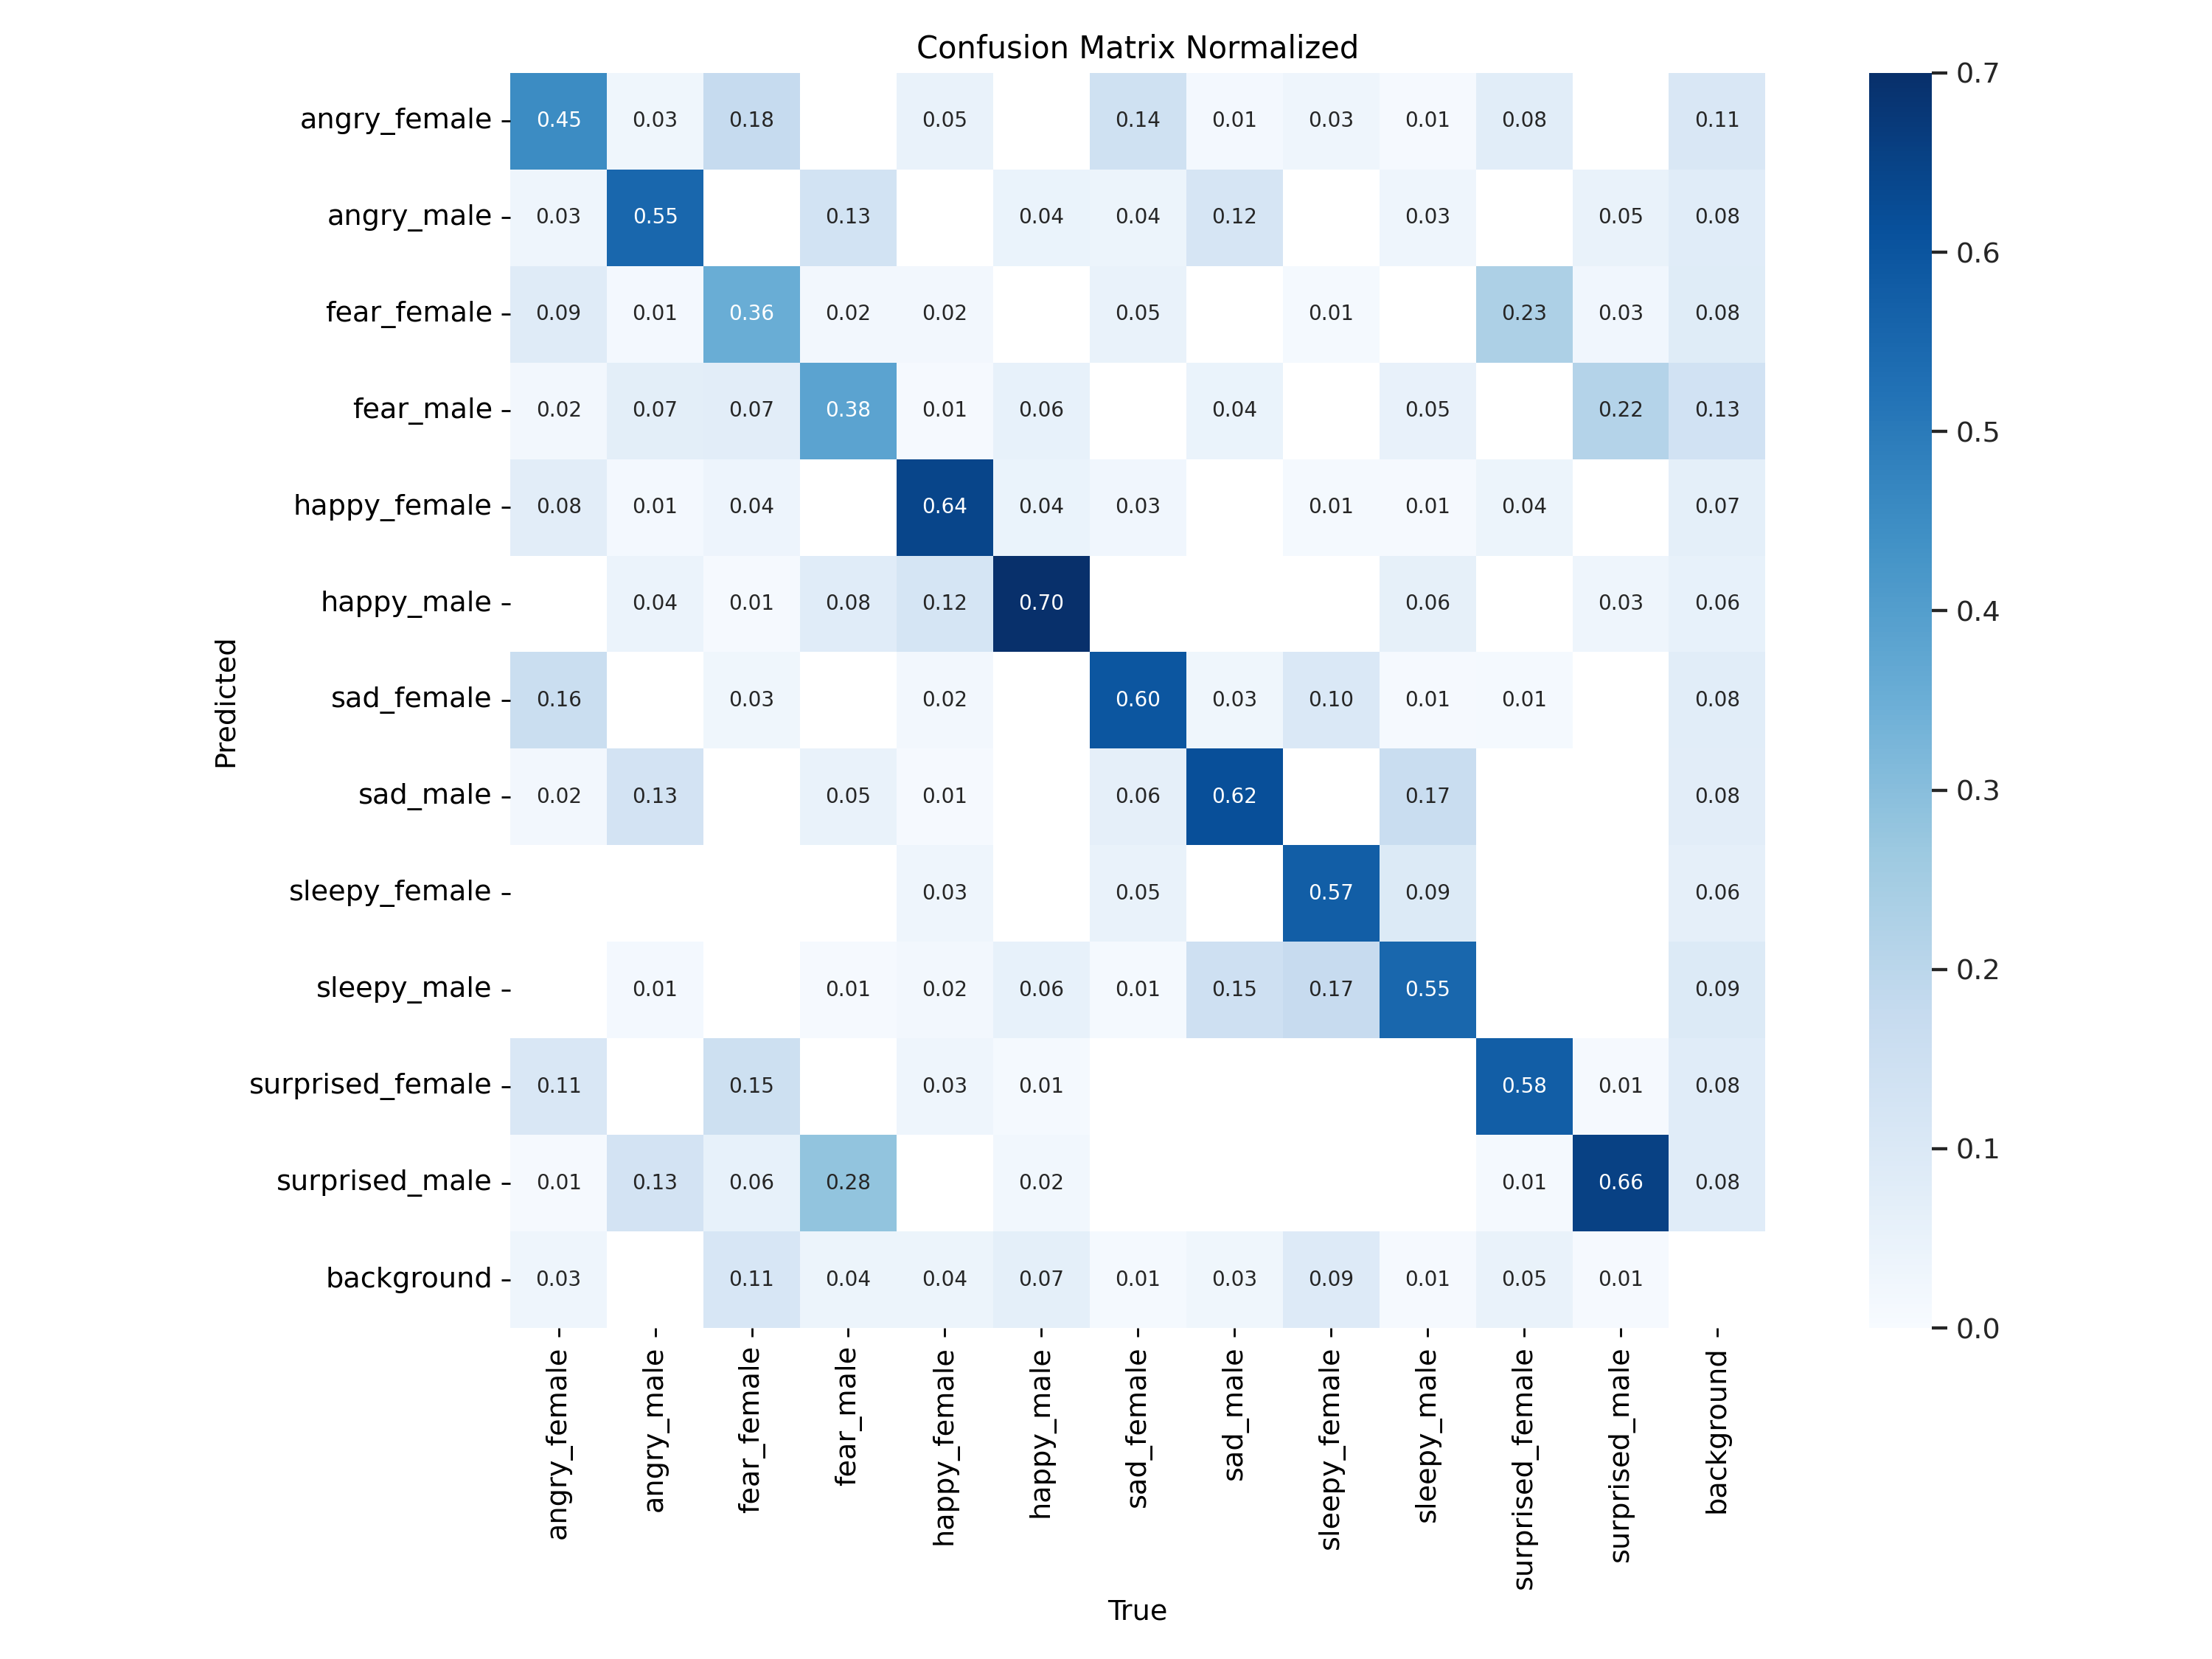 Confusion Matrix Normalized
angry_female 0.45 0.03 0.18 0.05 0.14 0.01 0.03 0.01 0.08 0.11
angry_male 0.03 0.55 0.13 0.04 0.04 0.12 0.03 0.05 0.08
fear_female 0.09 0.01 0.36 0.02 0.02 0.05 0.01 0.23 0.03 0.08
fear_male 0.02 0.07 0.07 0.38 0.01 0.06 0.04 0.05 0.22 0.13
happy_female 0.08 0.01 0.04 0.64 0.04 0.03 0.01 0.01 0.04 0.07
happy_male 0.04 0.01 0.08 0.12 0.70 0.06 0.03 0.06
sad_female 0.16 0.03 0.02 0.60 0.03 0.10 0.01 0.01 0.08
sad_male 0.02 0.13 0.05 0.01 0.06 0.62 0.17 0.08
sleepy_female 0.03 0.05 0.57 0.09 0.06
sleepy_male 0.01 0.01 0.02 0.06 0.01 0.15 0.17 0.55 0.09
surprised_female 0.11 0.15 0.03 0.01 0.58 0.01 0.08
surprised_male 0.01 0.13 0.06 0.28 0.02 0.01 0.66 0.08
background 0.03 0.11 0.04 0.04 0.07 0.01 0.03 0.09 0.01 0.05 0.01
Predicted
angry_female
angry_male
fear_female
fear_male
happy_female
happy_male
sad_female
sad_male
sleepy_female
sleepy_male
surprised_female
surprised_male
background
True
0.7
0.6
0.5
0.4
0.3
0.2
0.1
0.0